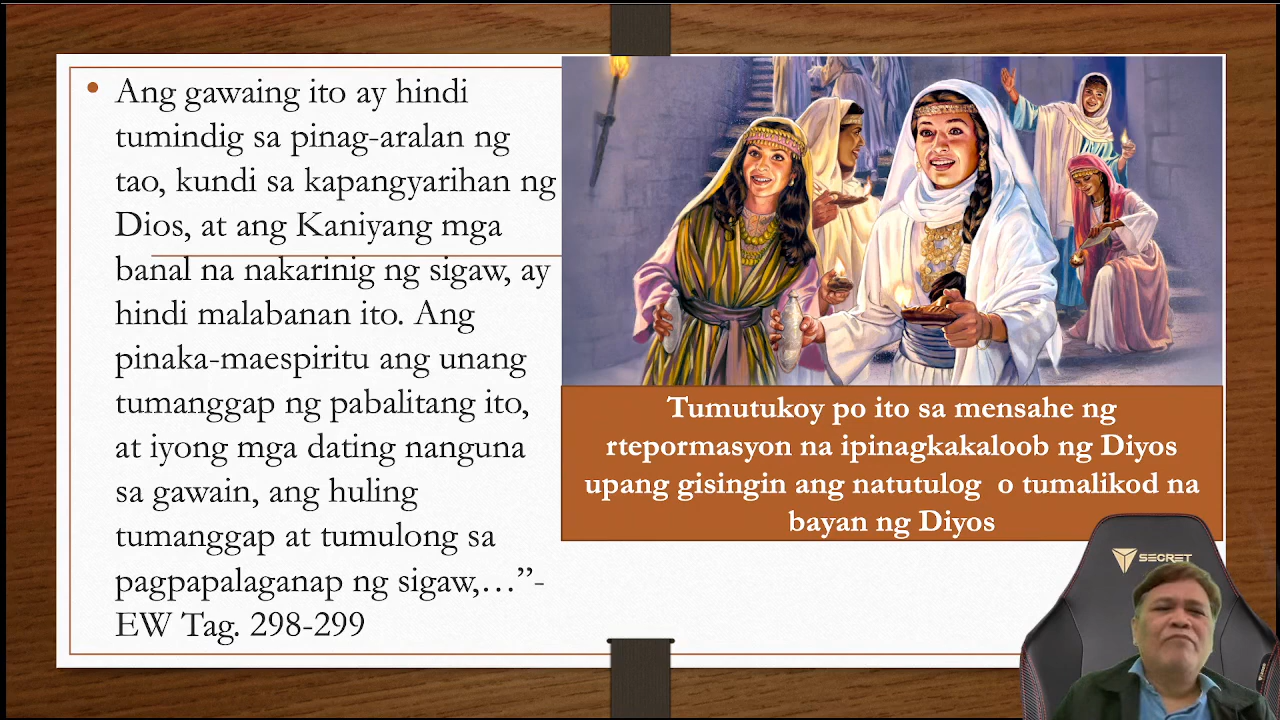 Ang gawaing ito ay hindi
tumindig sa pinag-aralan ng
tao, kundi sa kapangyarihan ng
Dios, at ang Kaniyang mga
banal na nakarinig ng sigaw, ay
hindi malabanan ito. Ang
pinaka-maespiritu ang unang
tumanggap ng pabalitang ito,
at iyong mga dating nanguna
sa gawain, ang huling
tumanggap at tumulong sa
pagpapalaganap ng sigaw,…”-
EW Tag. 298-299
Tumutukoy po ito sa mensahe ng
rtepormasyon na ipinagkakaloob ng Diyos
upang gisingin ang natutulog o tumalikod na
bayan ng Diyos
SECRET